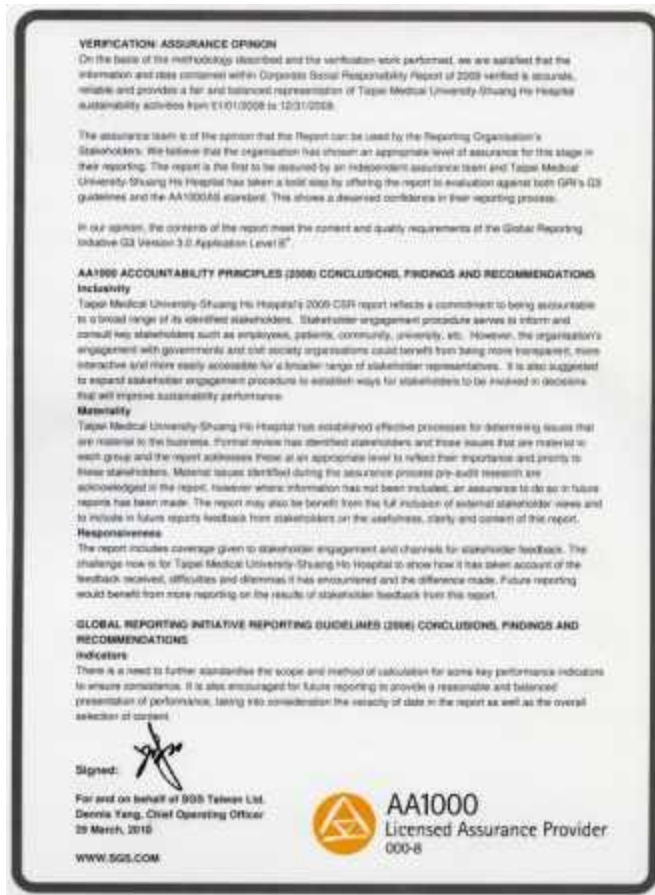 VERIFICATION/ ASSURANCE OPINION
On the basis of the methodology described and the verification work performed, we are satisfied that the
information and data contained within Corporate Social Responsibility Report of 2009 verified is accurate,
reliable and provides a fair and balanced representation of Taipei Medical University-Shuang Ho Hospital
sustainability activities from 01/01/2009 to 12/31/2009.
The assurance team is of the opinion that the Report can be used by the Reporting Organisation's
Stakeholders. We believe that the organisation has chosen an appropriate level of assurance for this stage in
their reporting. The report is the first to be assured by an independent assurance team and Taipei Medical
University-Shuang Ho Hospital has taken a bold step by offering the report to evaluation against both GRI's G3
guidelines and the AA1000AS standard. This shows a deserved confidence in their reporting process.
In our opinion, the contents of the report meet the content and quality requirements of the Global Reporting
Initiative G3 Version 3.0 Application Level B+.
AA1000 ACCOUNTABILITY PRINCIPLES (2008) CONCLUSIONS, FINDINGS AND RECOMMENDATIONS
Inclusivity
Taipei Medical University-Shuang Ho Hospital's 2009 CSR report reflects a commitment to being accountable
to a broad range of its identified stakeholders. Stakeholder engagement procedure serves to inform and
consult key stakeholders such as employees, patients, community, university, etc. However, the organisation's
engagement with governments and civil society organisations could benefit from being more transparent, more
interactive and more easily accessible for a broader range of stakeholder representatives. It is also suggested
to expand stakeholder engagement procedure to establish ways for stakeholders to be involved in decisions
that will improve sustainability performance.
Materiality
Taipei Medical University-Shuang Ho Hospital has established effective processes for determining issues that
are material to the business. Formal review has identified stakeholders and those issues that are material to
each group and the report addresses these at an appropriate level to reflect their importance and priority to
these stakeholders. Material issues identified during the assurance process pre-audit research are
acknowledged in the report, however where information has not been included, an assurance to do so in future
reports has been made. The report may also be benefit from the full inclusion of external stakeholder views and
to include in future reports feedback from stakeholders on the usefulness, clarity and content of this report.
Responsiveness
The report includes coverage given to stakeholder engagement and channels for stakeholder feedback. The
challenge now is for Taipei Medical University-Shuang Ho Hospital to show how it has taken account of the
feedback received, difficulties and dilemmas it has encountered and the difference made. Future reporting
would benefit from more reporting on the results of stakeholder feedback from this report.
GLOBAL REPORTING INITIATIVE REPORTING GUIDELINES (2006) CONCLUSIONS, FINDINGS AND
RECOMMENDATIONS
Indicators
There is a need to further standardise the scope and method of calculation for some key performance indicators
to ensure consistence. It is also encouraged for future reporting to provide a reasonable and balanced
presentation of performance, taking into consideration the veracity of data in the report as well as the overall
selection of content.
Signed:
For and on behalf of SGS Taiwan Ltd.
Dennis Yang, Chief Operating Officer
29 March, 2010
WWW.SGS.COM
AA1000
Licensed Assurance Provider
000-8